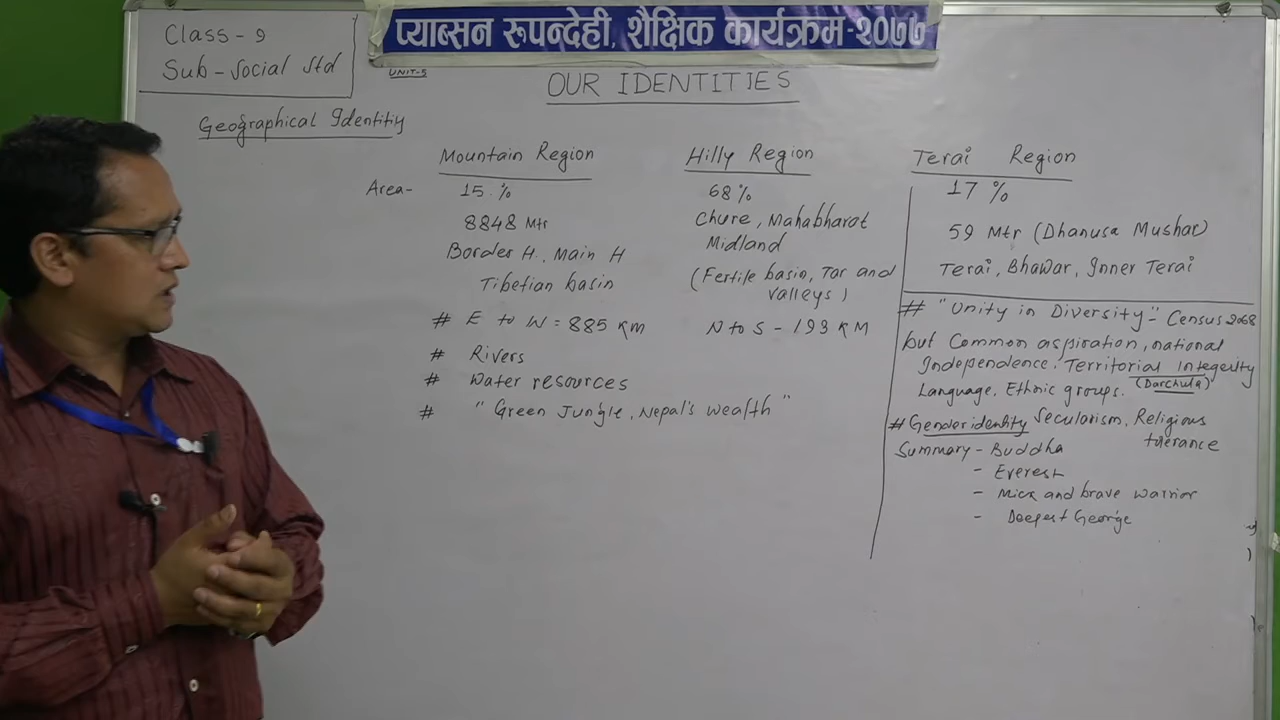 प्याब्सन रूपन्देही, शैक्षिक कार्यक्रम-२०७७
Class - 9
Sub - Social Std
UNIT-5
OUR IDENTITIES
Geographical Identitiy
Mountain Region
Area- 15 %
8848 Mtr
Border H, Main H
Tibetian basin
# E to W = 885 KM
# Rivers
# Water resources
# "Green Jungle, Nepal's wealth"
Hilly Region
68%
Chure, Mahabharat
Midland
(Fertile basin, Tar and
valleys)
N to S - 193 KM
Terai Region
17 %
59 Mtr (Dhanusa Mushar)
Terai, Bhawar, Inner Terai
# "Unity in Diversity" - Census 2068
but Common aspiration, national
Independence, Territorial Integrity
(Darchula)
Language, Ethnic groups.
# Gender identity Secularism, Religious
tolerance
Summary - Buddha
- Everest
- Nick and brave warrior
- Deepest George